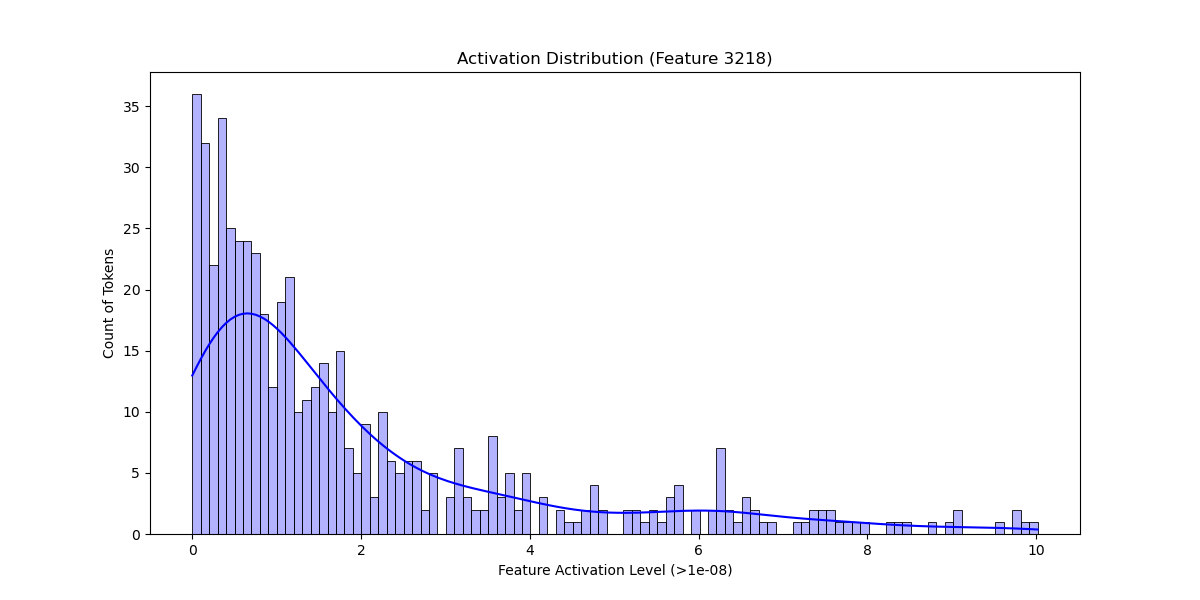 Activation Distribution (Feature 3218)
Count of Tokens
35
30
25
20
15
10
5
0
0 2 4 6 8 10
Feature Activation Level (>1e-08)